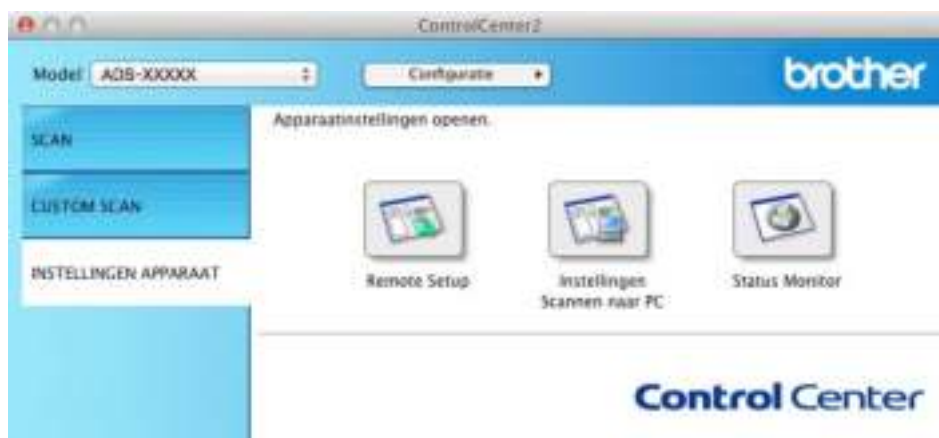 ControlCenter2
Model ADS-XXXXX Configuratie
brother
SCAN
Apparaatinstellingen openen.
CUSTOM SCAN
INSTELLINGEN APPARAAT
Remote Setup
Instellingen
Scannen naar PC
Status Monitor
Control Center